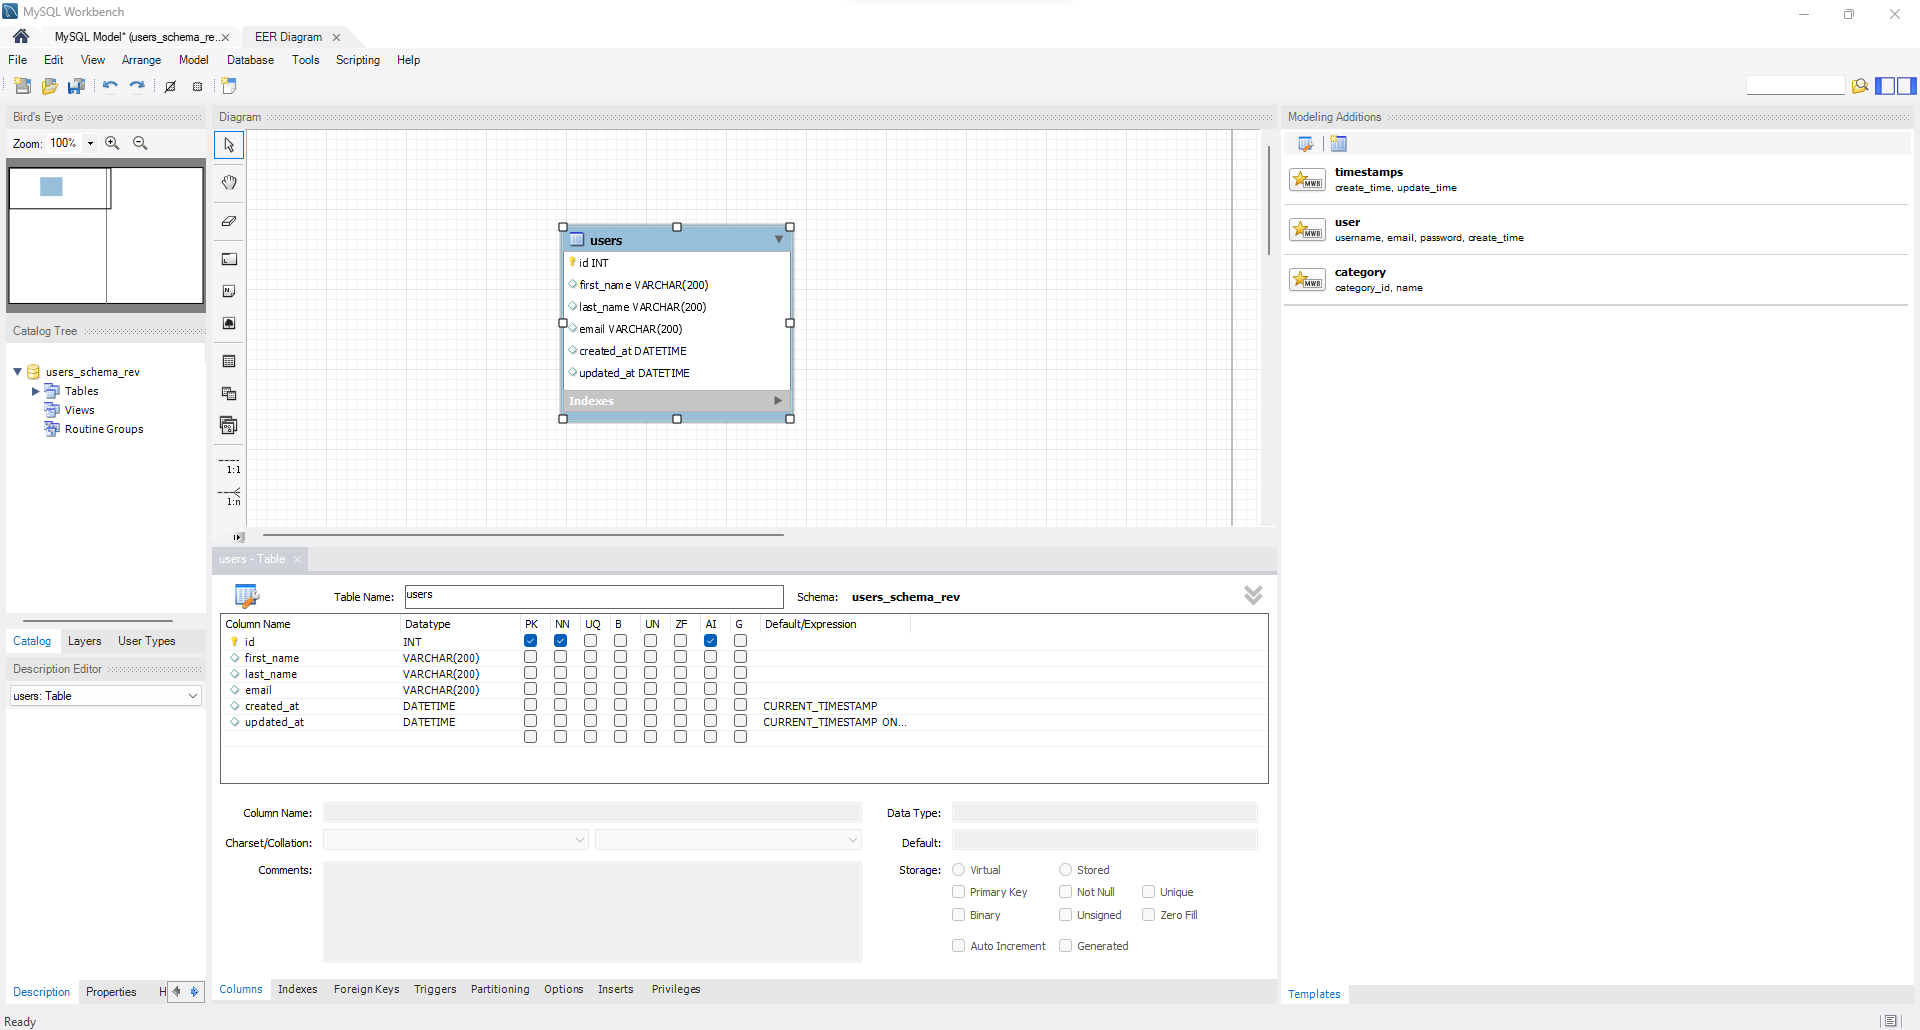 MySQL Workbench
MySQL Model* (users_schema_re..
EER Diagram
File Edit View Arrange Model Database Tools Scripting Help
Bird's Eye
Zoom: 100%
Catalog Tree
users_schema_rev
Tables
Views
Routine Groups
Catalog Layers User Types
Description Editor
users: Table
Description Properties H
Diagram
1:1
1:n
users
id INT
first_name VARCHAR(200)
last_name VARCHAR(200)
email VARCHAR(200)
created_at DATETIME
updated_at DATETIME
Indexes
users - Table
Table Name: users Schema: users_schema_rev
Column Name Datatype PK NN UQ B UN ZF AI G Default/Expression
id INT
first_name VARCHAR(200)
last_name VARCHAR(200)
email VARCHAR(200)
created_at DATETIME CURRENT_TIMESTAMP
updated_at DATETIME CURRENT_TIMESTAMP ON...
Column Name: Data Type:
Charset/Collation: Default:
Comments: Storage: Virtual Stored
Primary Key Not Null Unique
Binary Unsigned Zero Fill
Auto Increment Generated
Columns Indexes Foreign Keys Triggers Partitioning Options Inserts Privileges
Modeling Additions
MWB
timestamps
create_time, update_time
MWB
user
username, email, password, create_time
MWB
category
category_id, name
Templates
Ready